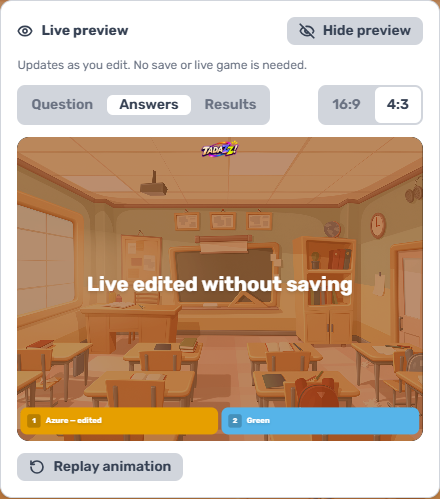 Live preview
Hide preview
Updates as you edit. No save or live game is needed.
Question
Answers
Results
16:9
4:3
TADAZZ!
Live edited without saving
1 Azure – edited
2 Green
Replay animation